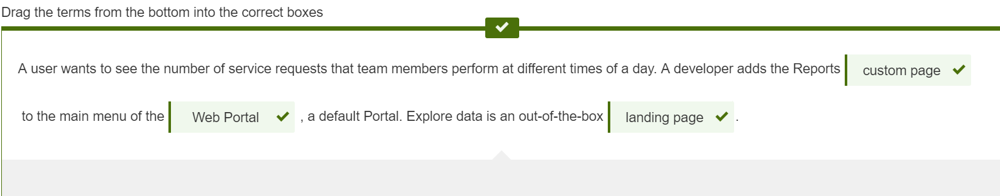 Drag the terms from the bottom into the correct boxes
A user wants to see the number of service requests that team members perform at different times of a day. A developer adds the Reports custom page
to the main menu of the Web Portal , a default Portal. Explore data is an out-of-the-box landing page .